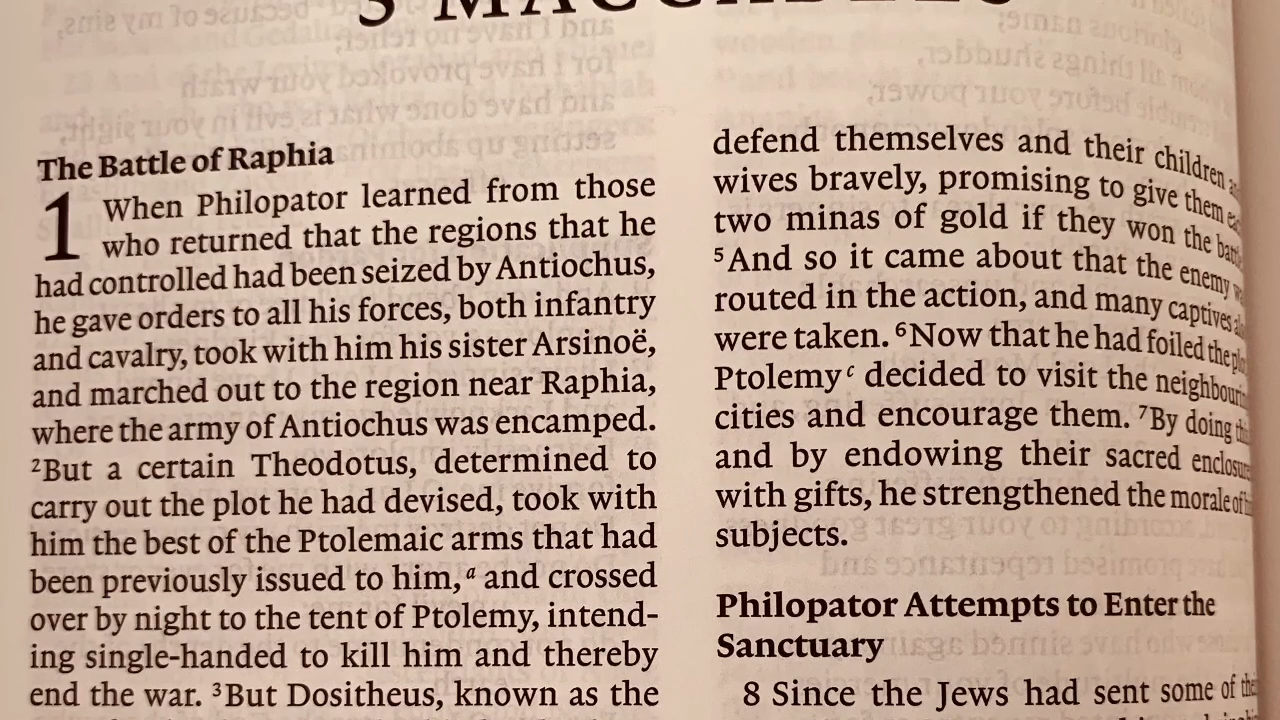 3 MACCABEES
The Battle of Raphia
1 When Philopator learned from those
who returned that the regions that he
had controlled had been seized by Antiochus,
he gave orders to all his forces, both infantry
and cavalry, took with him his sister Arsinoë,
and marched out to the region near Raphia,
where the army of Antiochus was encamped.
²But a certain Theodotus, determined to
carry out the plot he had devised, took with
him the best of the Ptolemaic arms that had
been previously issued to him,ᵃ and crossed
over by night to the tent of Ptolemy, intend-
ing single-handed to kill him and thereby
end the war. ³But Dositheus, known as the
defend themselves and their children
wives bravely, promising to give them
two minas of gold if they won the
⁵And so it came about that the enemy
routed in the action, and many captives
were taken. ⁶Now that he had foiled the
Ptolemyᶜ decided to visit the
cities and encourage them. ⁷By doing
and by endowing their sacred
with gifts, he strengthened the morale of
subjects.
Philopator Attempts to Enter the
Sanctuary
8 Since the Jews had sent some of